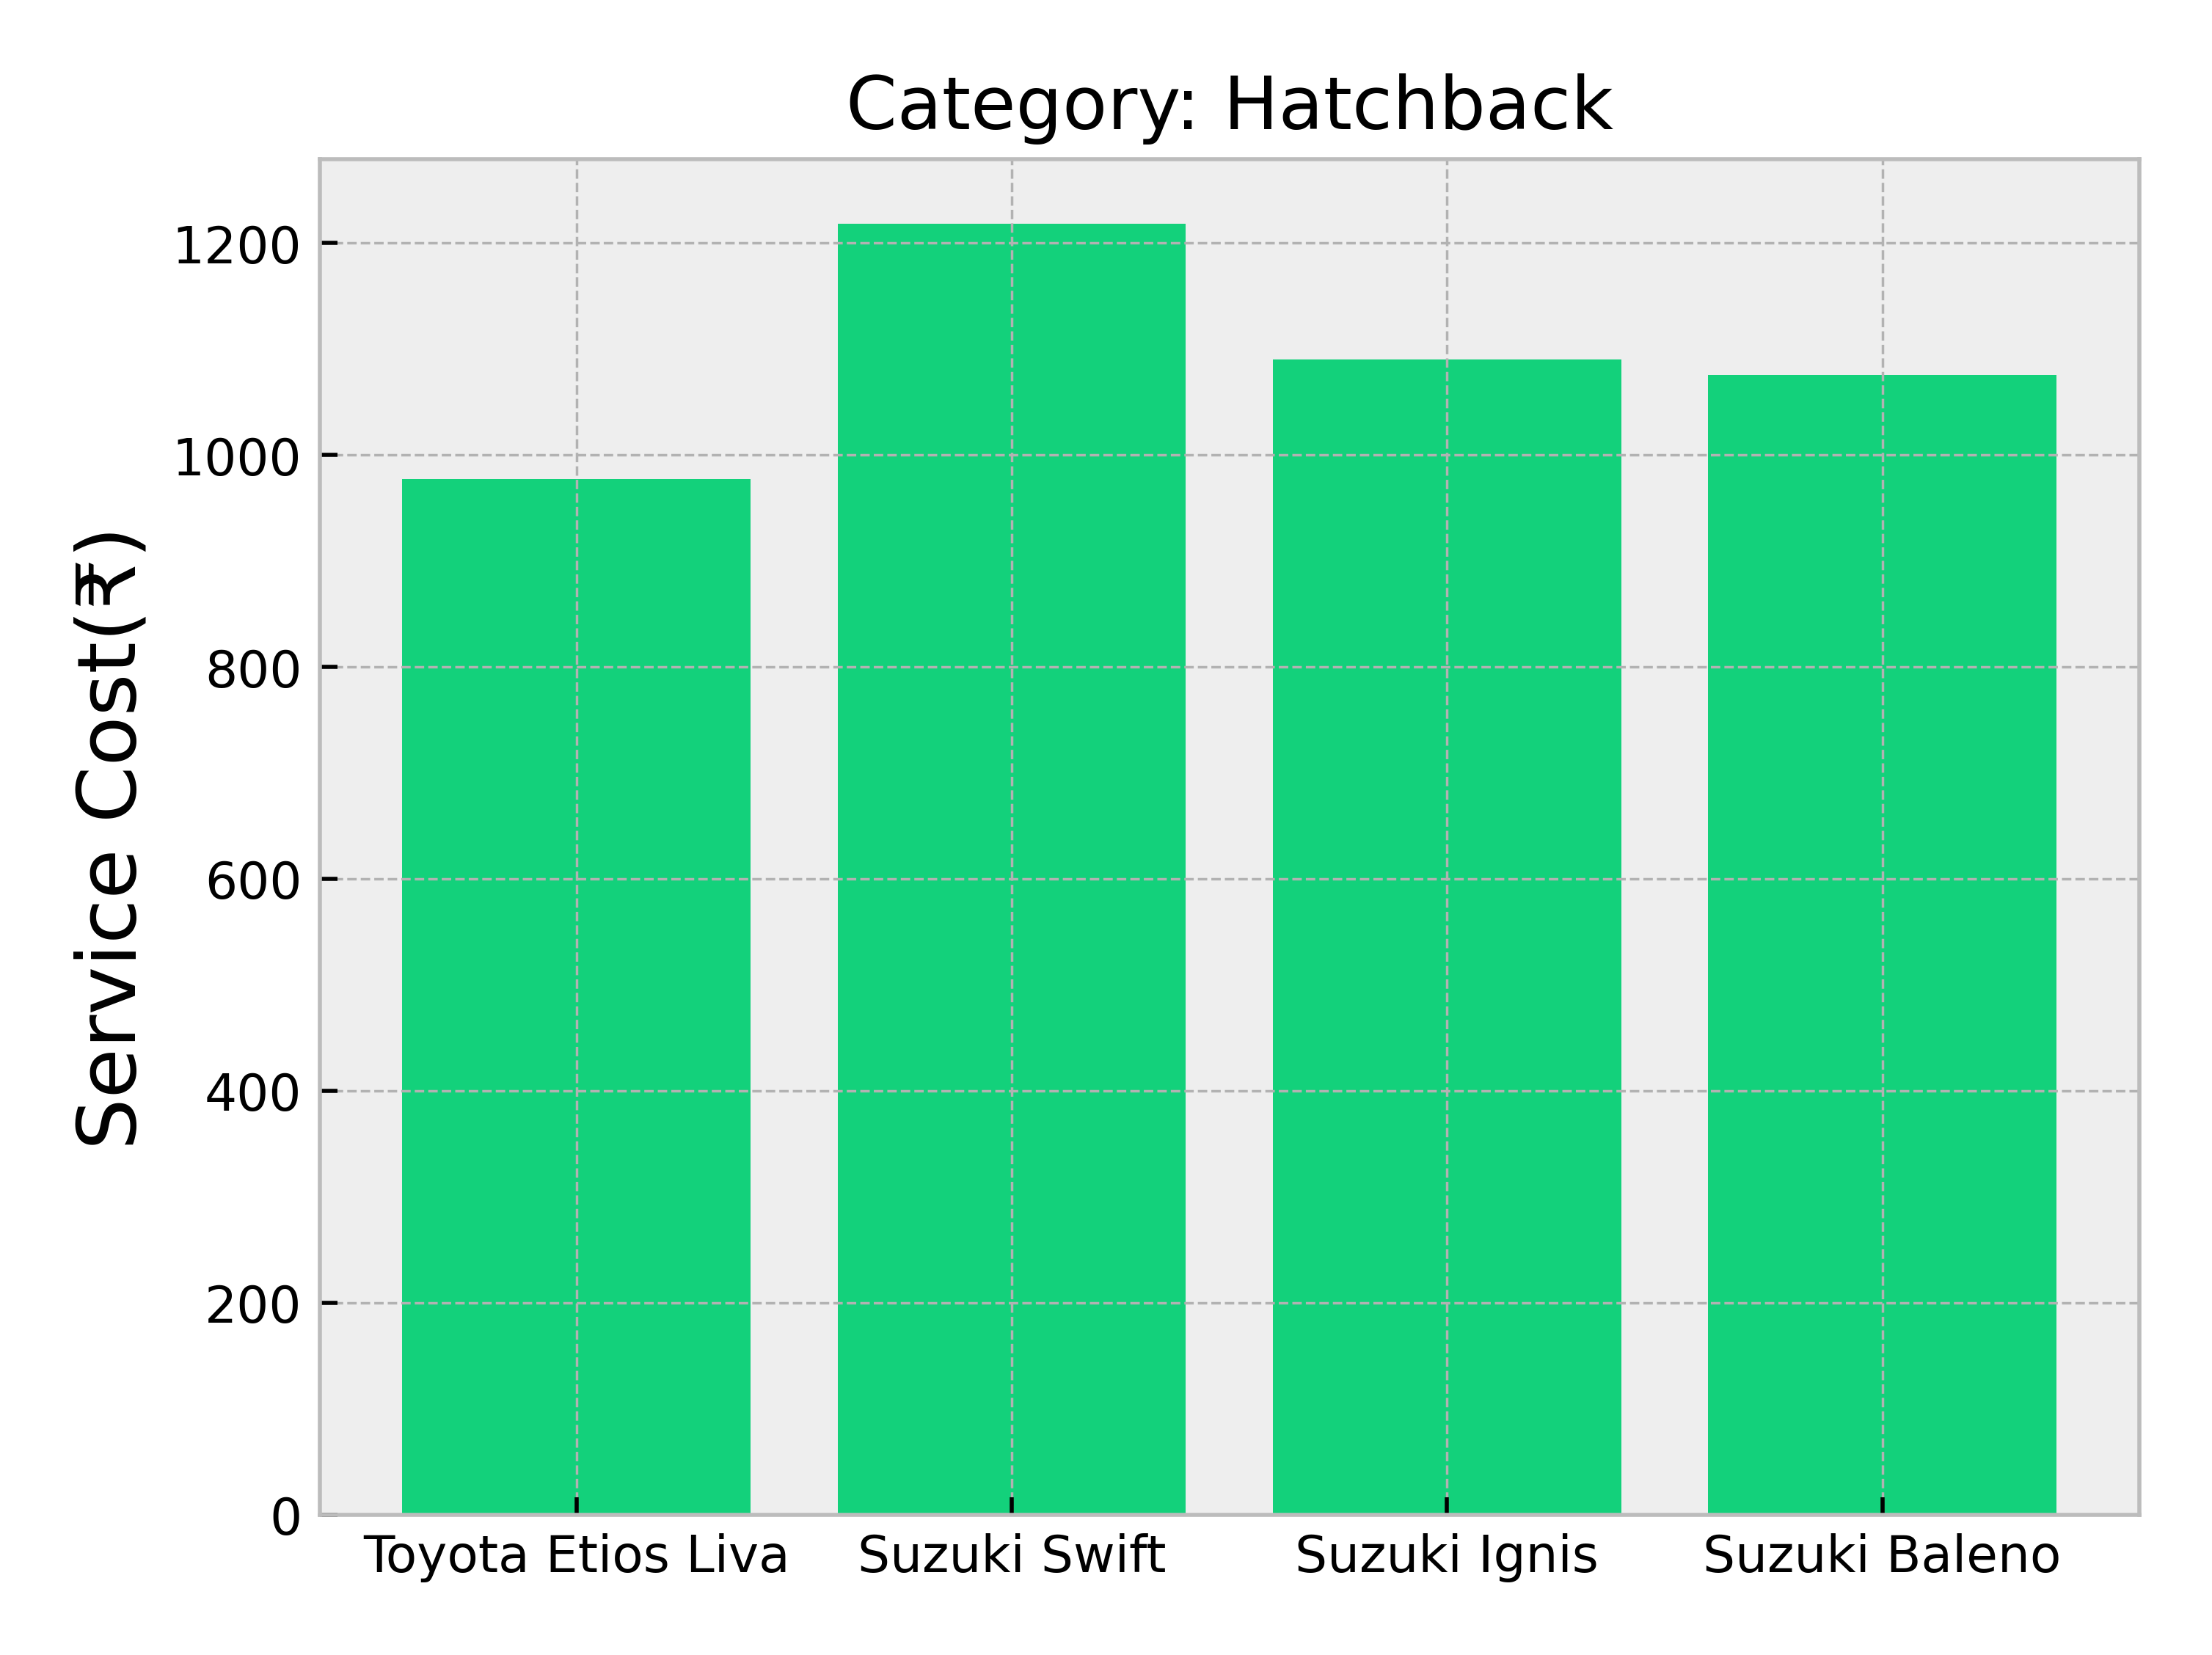 Category: Hatchback
Service Cost(₹)
1200
1000
800
600
400
200
0
Toyota Etios Liva
Suzuki Swift
Suzuki Ignis
Suzuki Baleno